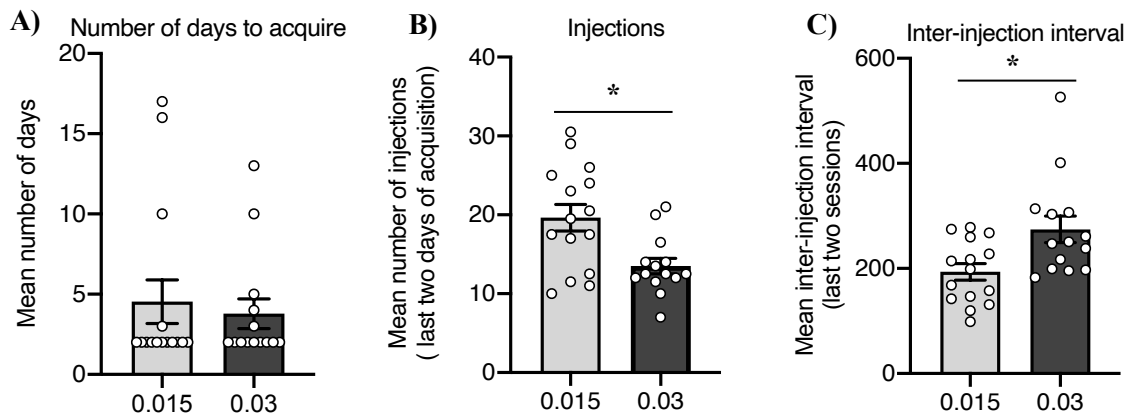 A)
Number of days to acquire
Mean number of days
20
15
10
5
0
0.015 0.03
B)
Injections
Mean number of injections
( last two days of acquisition)
40
30
20
10
0
*
0.015 0.03
C)
Inter-injection interval
Mean inter-injection interval
(last two sessions)
600
400
200
0
*
0.015 0.03